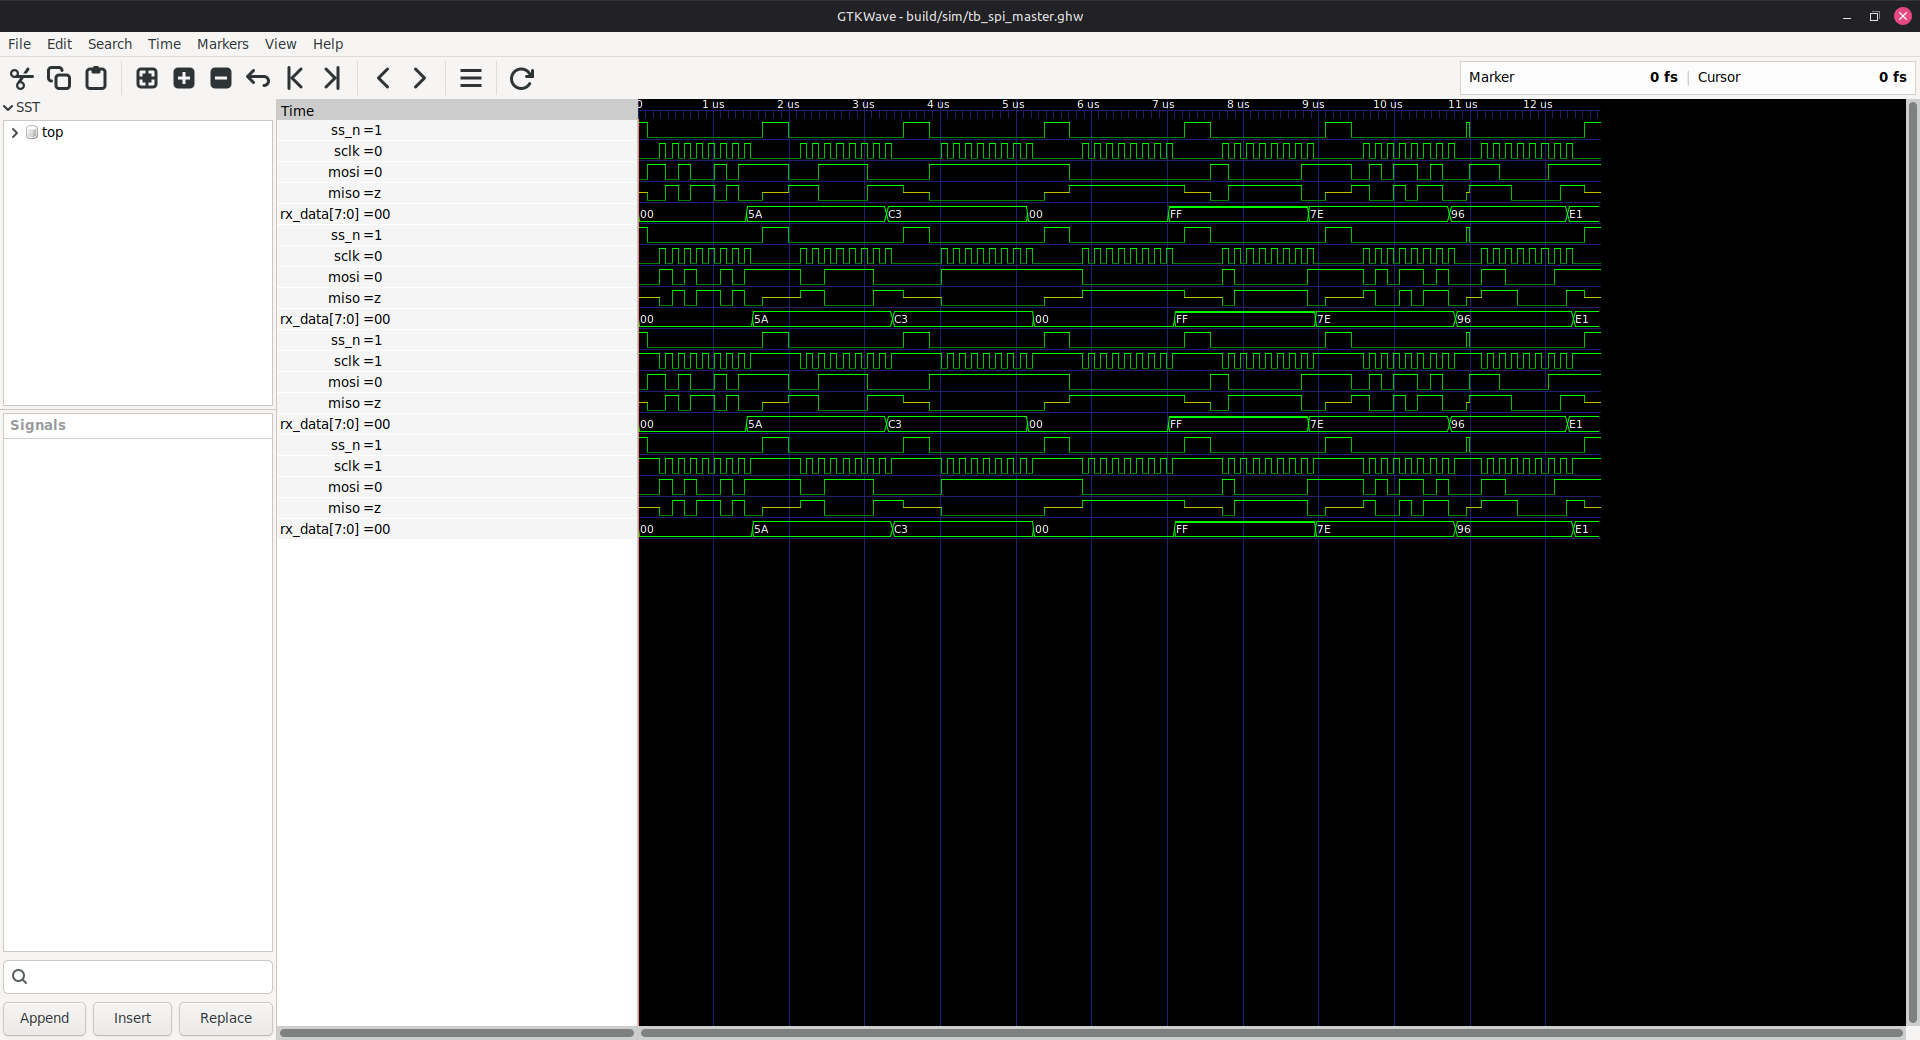 GTKWave - build/sim/tb_spi_master.ghw
File Edit Search Time Markers View Help
Marker 0 fs | Cursor 0 fs
SST
top
Signals
Append Insert Replace
Time
0 1 us 2 us 3 us 4 us 5 us 6 us 7 us 8 us 9 us 10 us 11 us 12 us
ss_n =1
sclk =0
mosi =0
miso =z
rx_data[7:0] =00 00 5A C3 00 FF 7E 96 E1
ss_n =1
sclk =0
mosi =0
miso =z
rx_data[7:0] =00 00 5A C3 00 FF 7E 96 E1
ss_n =1
sclk =1
mosi =0
miso =z
rx_data[7:0] =00 00 5A C3 00 FF 7E 96 E1
ss_n =1
sclk =1
mosi =0
miso =z
rx_data[7:0] =00 00 5A C3 00 FF 7E 96 E1